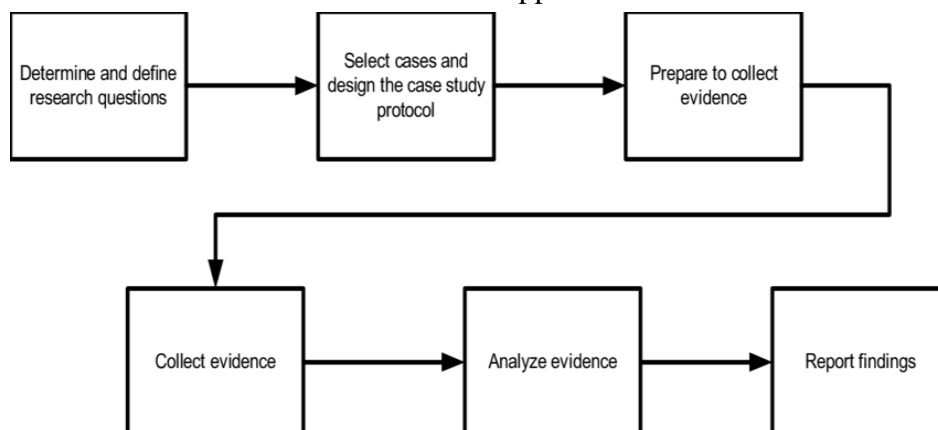 Determine and define
research questions
Select cases and
design the case study
protocol
Prepare to collect
evidence
Collect evidence
Analyze evidence
Report findings